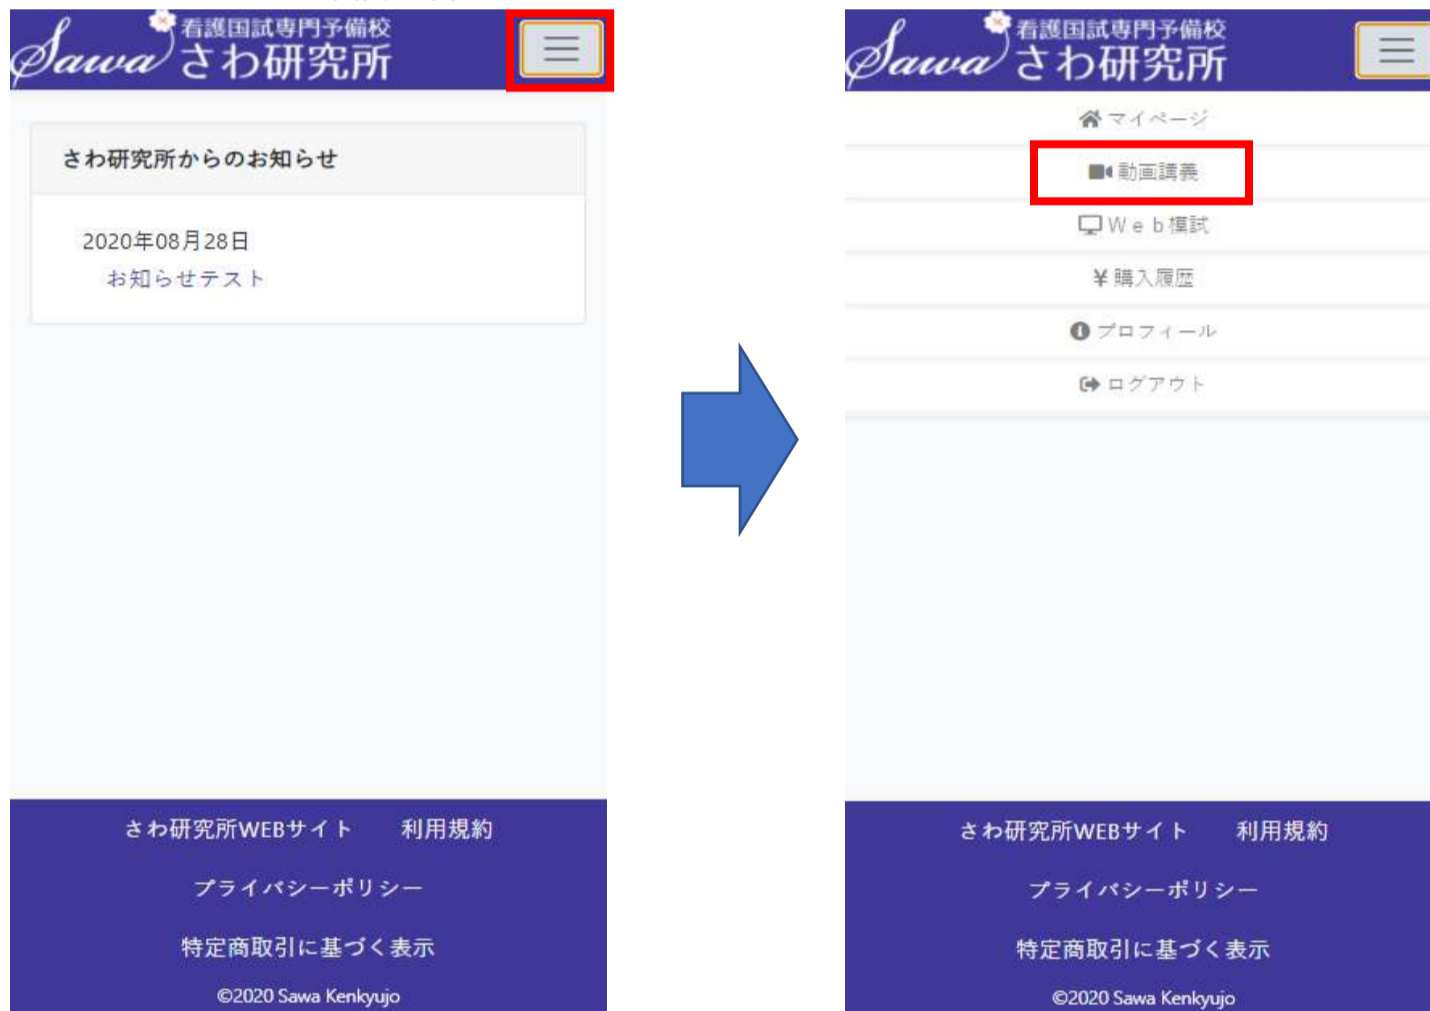 Sawa 看護国試専門予備校
さわ研究所
さわ研究所からのお知らせ
2020年08月28日
お知らせテスト
さわ研究所WEBサイト 利用規約
プライバシーポリシー
特定商取引に基づく表示
©2020 Sawa Kenkyujo
Sawa 看護国試専門予備校
さわ研究所
マイページ
動画講義
Ｗｅｂ模試
¥ 購入履歴
プロフィール
ログアウト
さわ研究所WEBサイト 利用規約
プライバシーポリシー
特定商取引に基づく表示
©2020 Sawa Kenkyujo